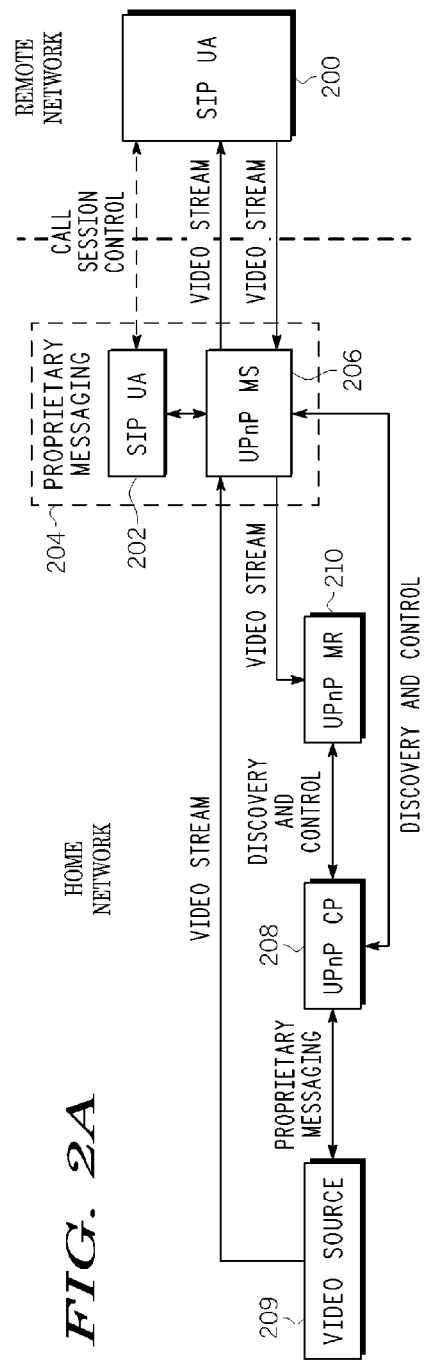 FIG. 2A
HOME
NETWORK
REMOTE
NETWORK
204
PROPRIETARY
MESSAGING
CALL
SESSION
CONTROL
SIP UA
202
SIP UA
200
VIDEO STREAM
UPnP MS
206
VIDEO STREAM
VIDEO STREAM
VIDEO STREAM
209
VIDEO SOURCE
PROPRIETARY
MESSAGING
208
UPnP CP
DISCOVERY
AND
CONTROL
210
UPnP MR
DISCOVERY AND CONTROL